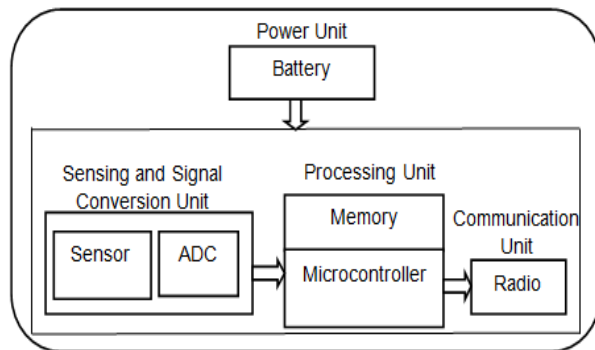 Power Unit
Battery
Sensing and Signal
Conversion Unit
Processing Unit
Sensor
ADC
Memory
Microcontroller
Communication
Unit
Radio